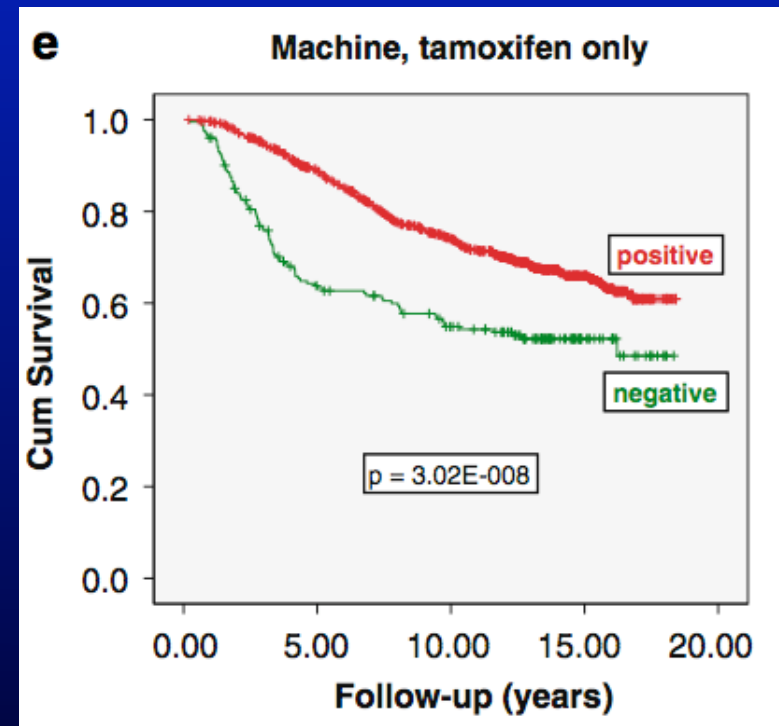 e
Machine, tamoxifen only
Cum Survival
1.0
0.8
0.6
0.4
0.2
0.0
positive
negative
p = 3.02E-008
0.00 5.00 10.00 15.00 20.00
Follow-up (years)